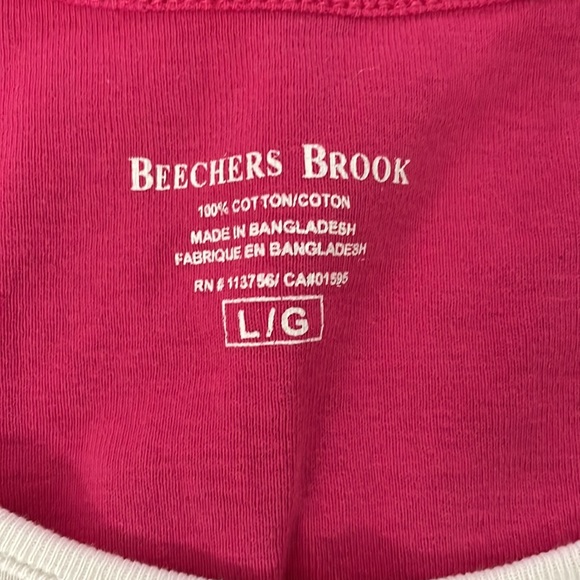 BEECHERS BROOK
100% COTTON/COTON
MADE IN BANGLADESH
FABRIQUE EN BANGLADESH
RN # 113756/ CA#01595
L/G